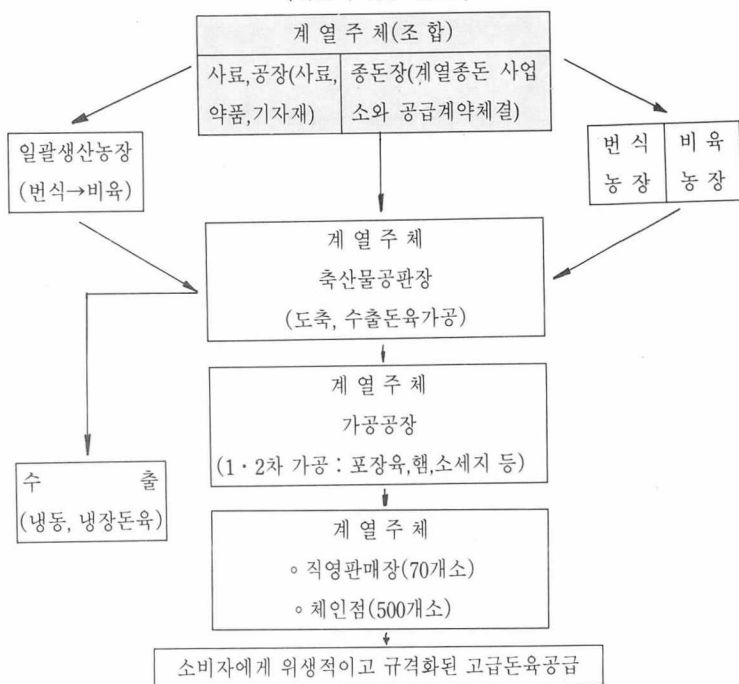 계 열 주 체(조 합)
사료,공장(사료,
약품,기자재)
종돈장(계열종돈 사업
소와 공급계약체결)
일괄생산농장
(번식→비육)
번 식
농 장
비 육
농 장
계 열 주 체
축산물공판장
(도축, 수출돈육가공)
계 열 주 체
가공공장
(1·2차 가공 : 포장육,햄,소세지 등)
수 출
(냉동, 냉장돈육)
계 열 주 체
∘ 직영판매장(70개소)
∘ 체인점(500개소)
소비자에게 위생적이고 규격화된 고급돈육공급